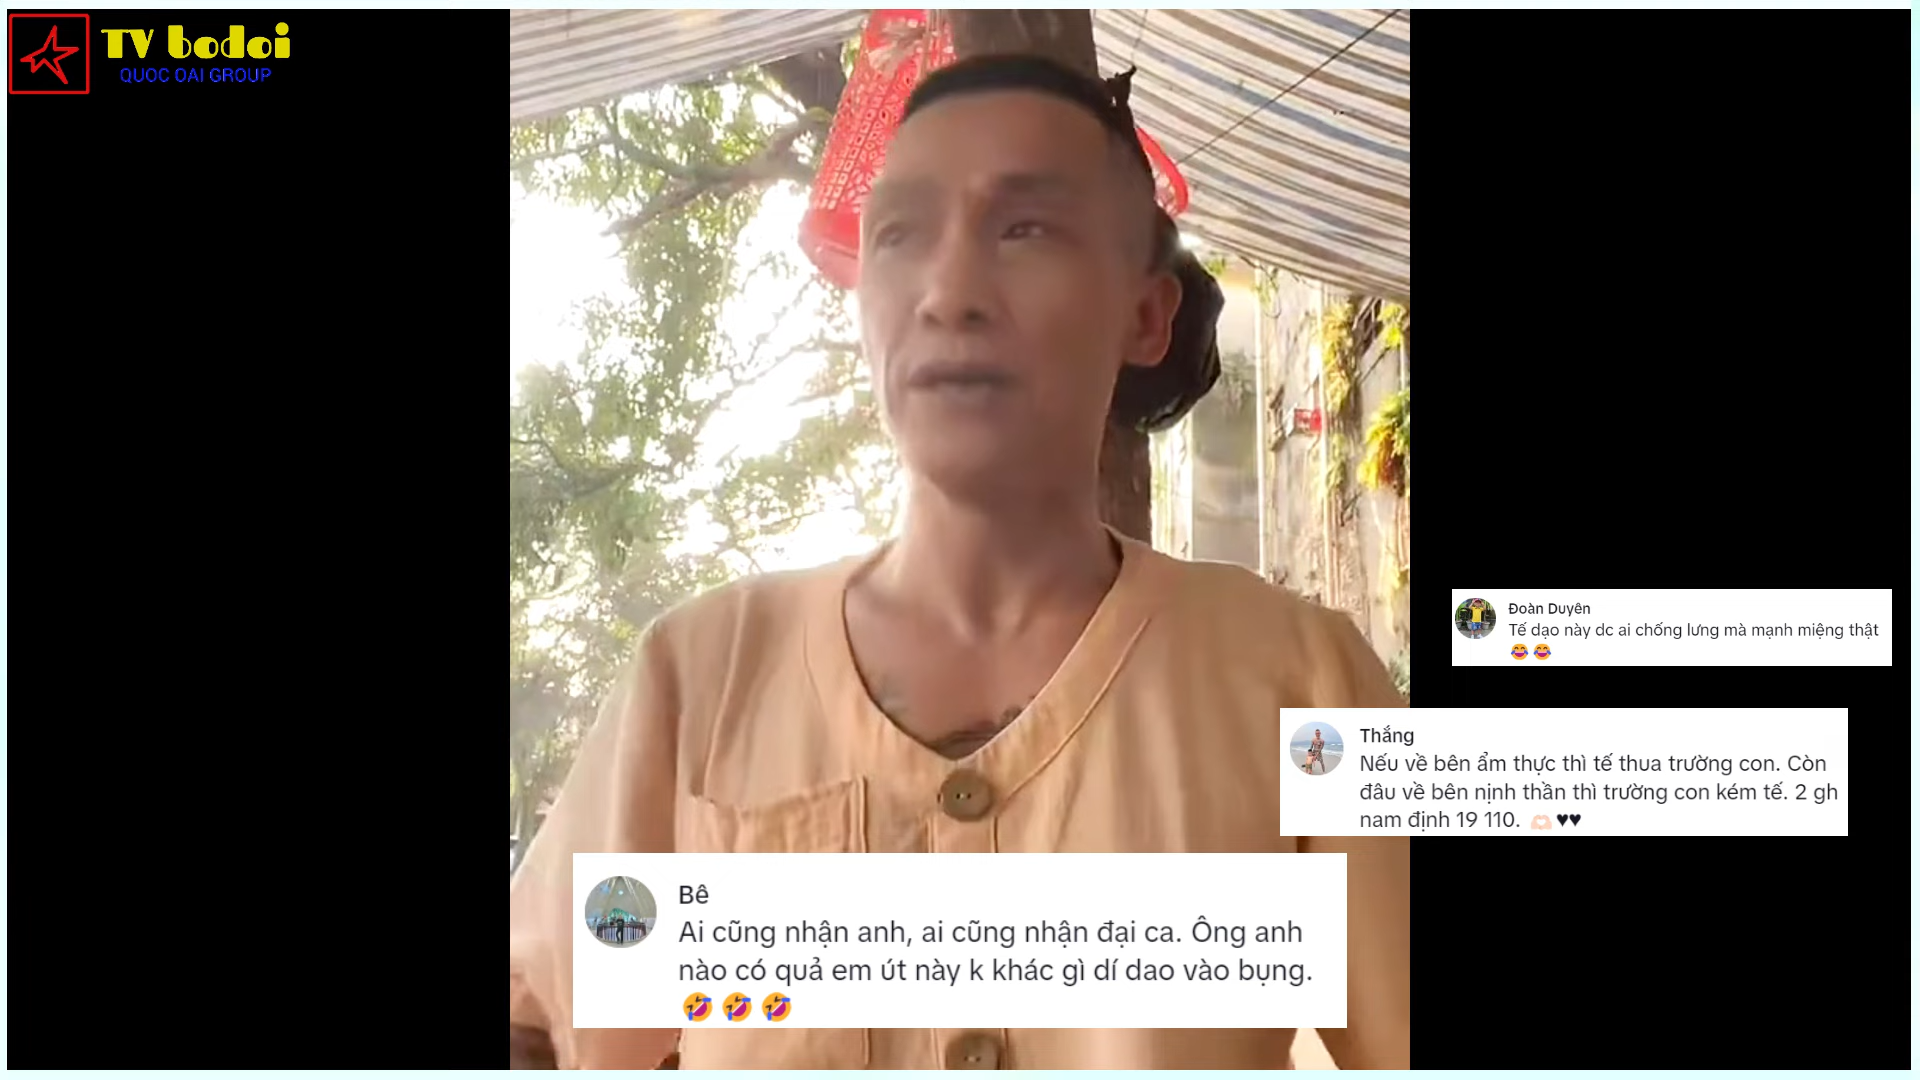 TV bodoi
QUOC OAI GROUP
Đoàn Duyên
Tế dạo này dc ai chống lưng mà mạnh miệng thật
😂😂
Thắng
Nếu về bên ẩm thực thì tế thua trường con. Còn
đâu về bên nịnh thần thì trường con kém tế. 2 gh
nam định 19 110. 🫶🏻♥♥
Bê
Ai cũng nhận anh, ai cũng nhận đại ca. Ông anh
nào có quả em út này k khác gì dí dao vào bụng.
🤣🤣🤣